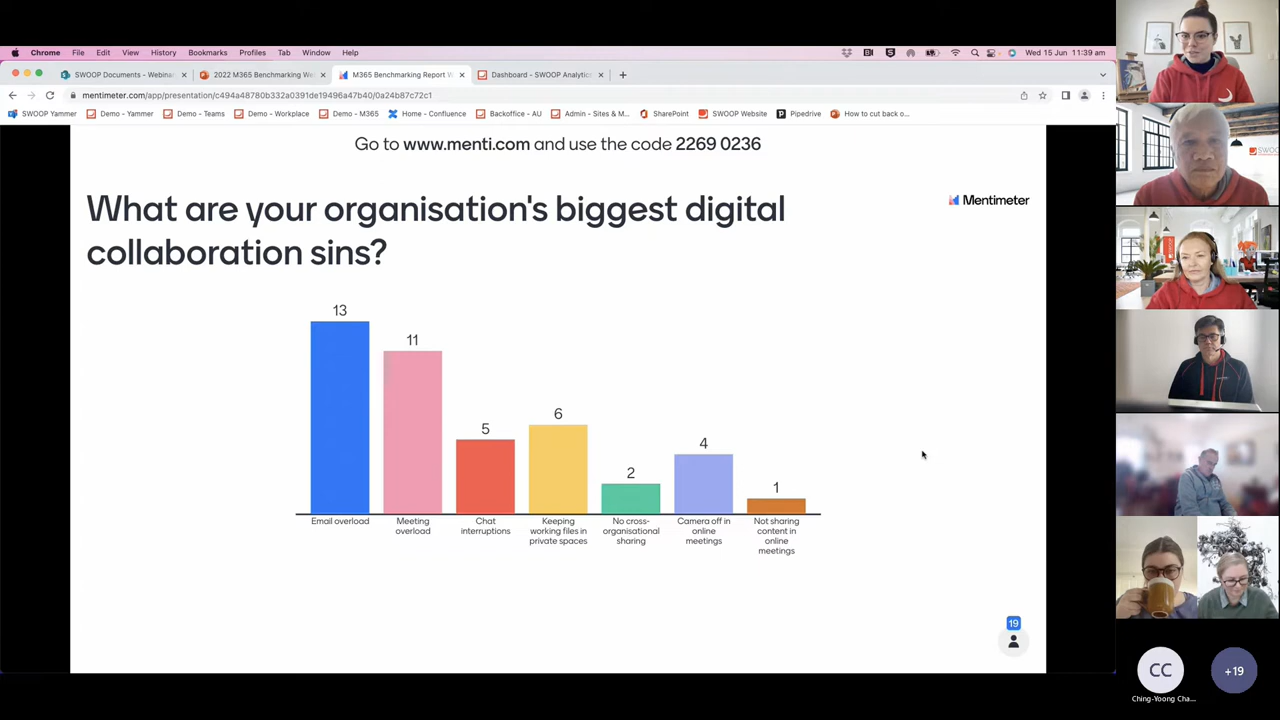 Chrome File Edit View History Bookmarks Profiles Tab Window Help
Wed 15 Jun 11:39 am
SWOOP Documents - Webinar
2022 M365 Benchmarking We
M365 Benchmarking Report W
Dashboard - SWOOP Analytics
mentimeter.com/app/presentation/c494a48780b332a0391de19496a47b40/0a24b87c72c1
SWOOP Yammer
Demo - Yammer
Demo - Teams
Demo - Workplace
Demo - M365
Home - Confluence
Backoffice - AU
Admin - Sites & M...
SharePoint
SWOOP Website
Pipedrive
How to cut back o...
Go to www.menti.com and use the code 2269 0236
What are your organisation's biggest digital
collaboration sins?
Mentimeter
13
11
5
6
2
4
1
Email overload
Meeting
overload
Chat
interruptions
Keeping
working files in
private spaces
No cross-
organisational
sharing
Camera off in
online
meetings
Not sharing
content in
online
meetings
19
CC
+19
Ching-Yoong Cha...